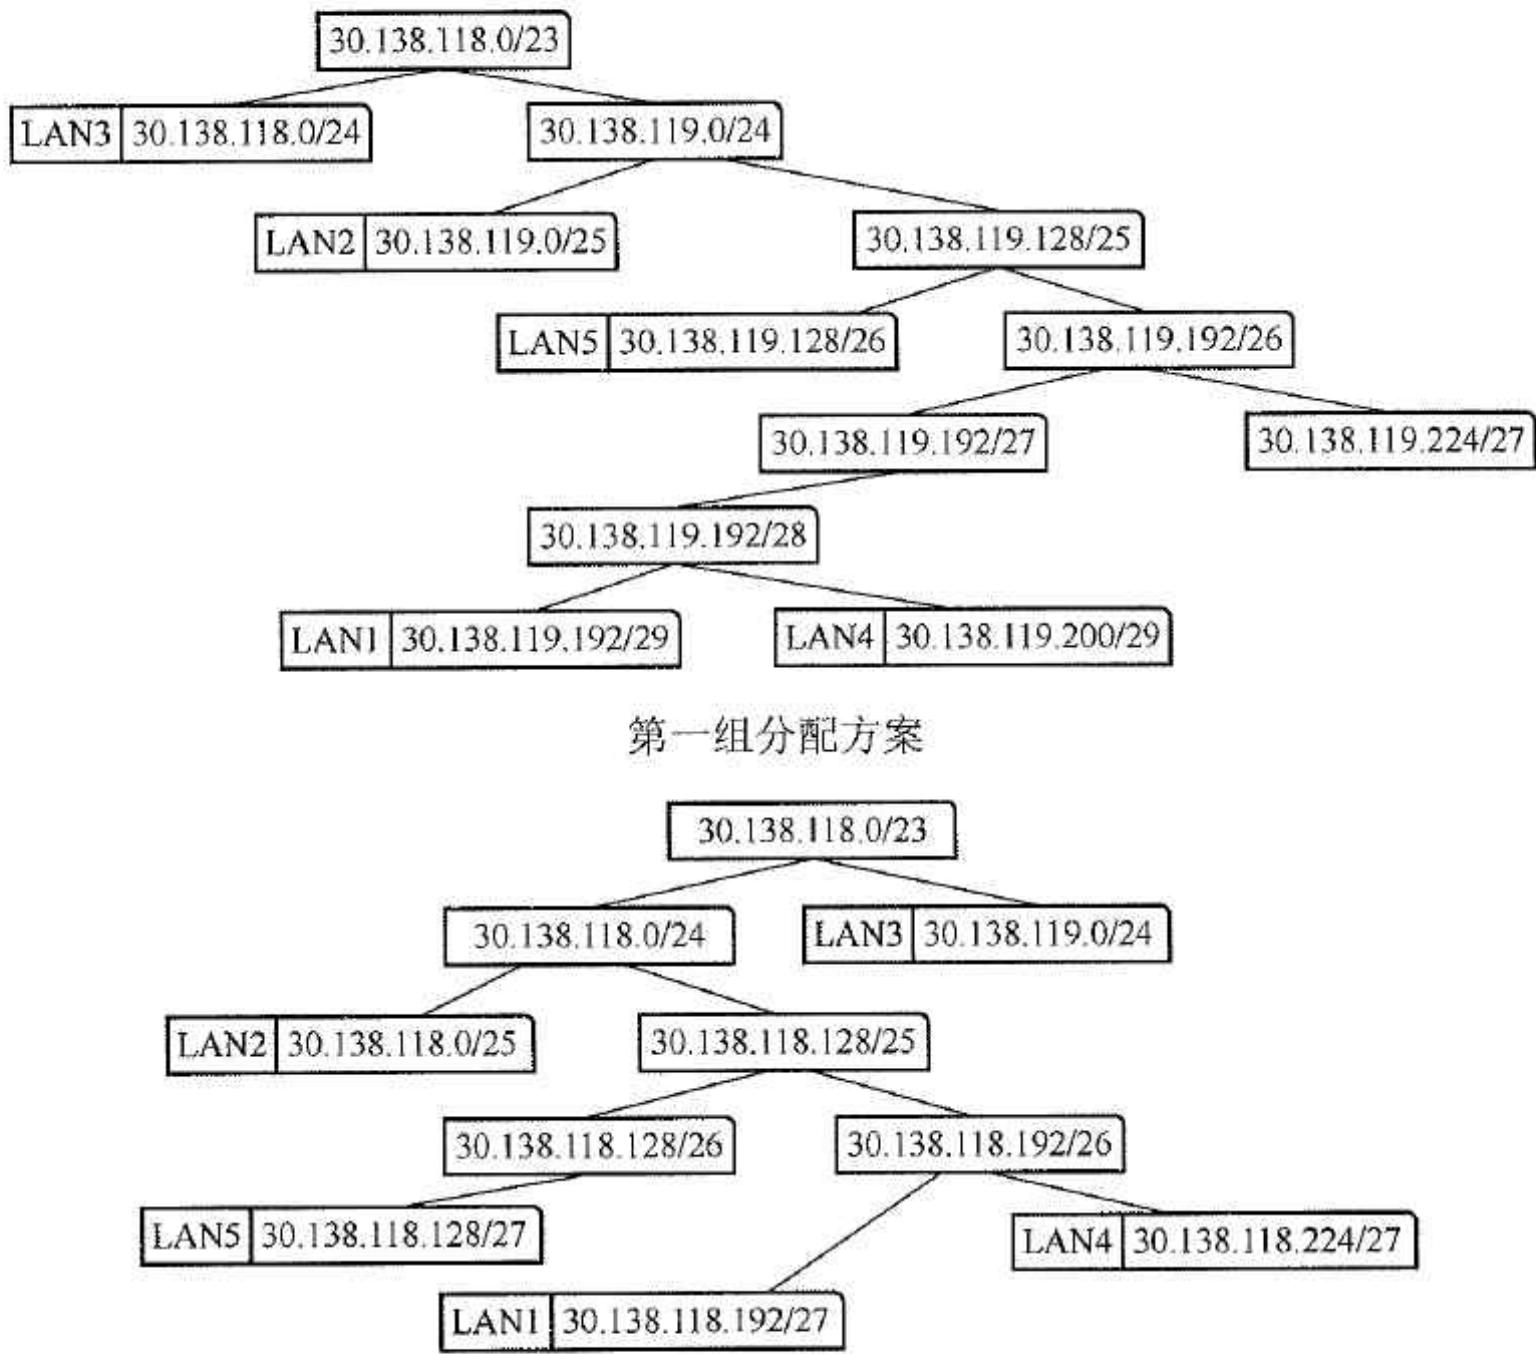 30.138.118.0/23
LAN3 30.138.118.0/24 30.138.119.0/24
LAN2 30.138.119.0/25 30.138.119.128/25
LAN5 30.138.119.128/26 30.138.119.192/26
30.138.119.192/27 30.138.119.224/27
30.138.119.192/28
LAN1 30.138.119.192/29 LAN4 30.138.119.200/29
第一组分配方案
30.138.118.0/23
30.138.118.0/24 LAN3 30.138.119.0/24
LAN2 30.138.118.0/25 30.138.118.128/25
30.138.118.128/26 30.138.118.192/26
LAN5 30.138.118.128/27 LAN4 30.138.118.224/27
LAN1 30.138.118.192/27